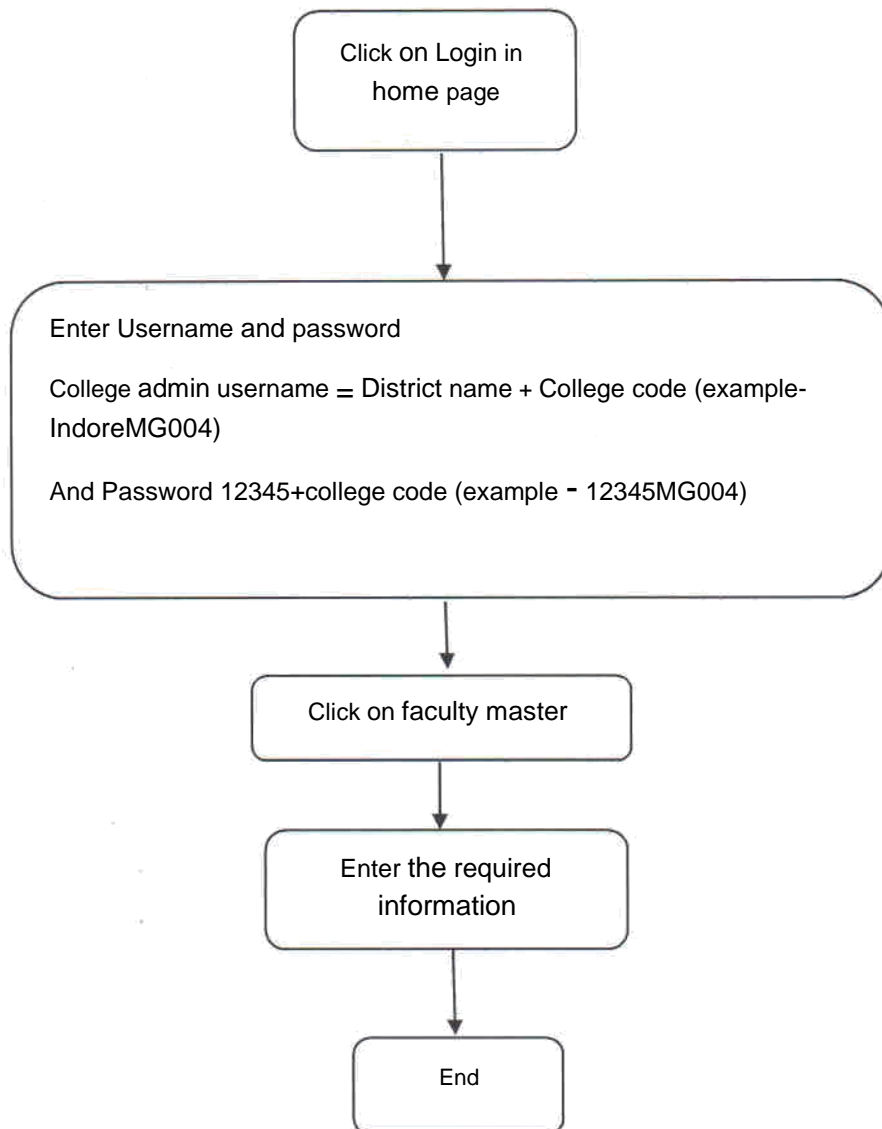 Click on Login in
home page
Enter Username and password
College admin username = District name + College code (example-
IndoreMG004)
And Password 12345+college code (example - 12345MG004)
Click on faculty master
Enter the required
information
End